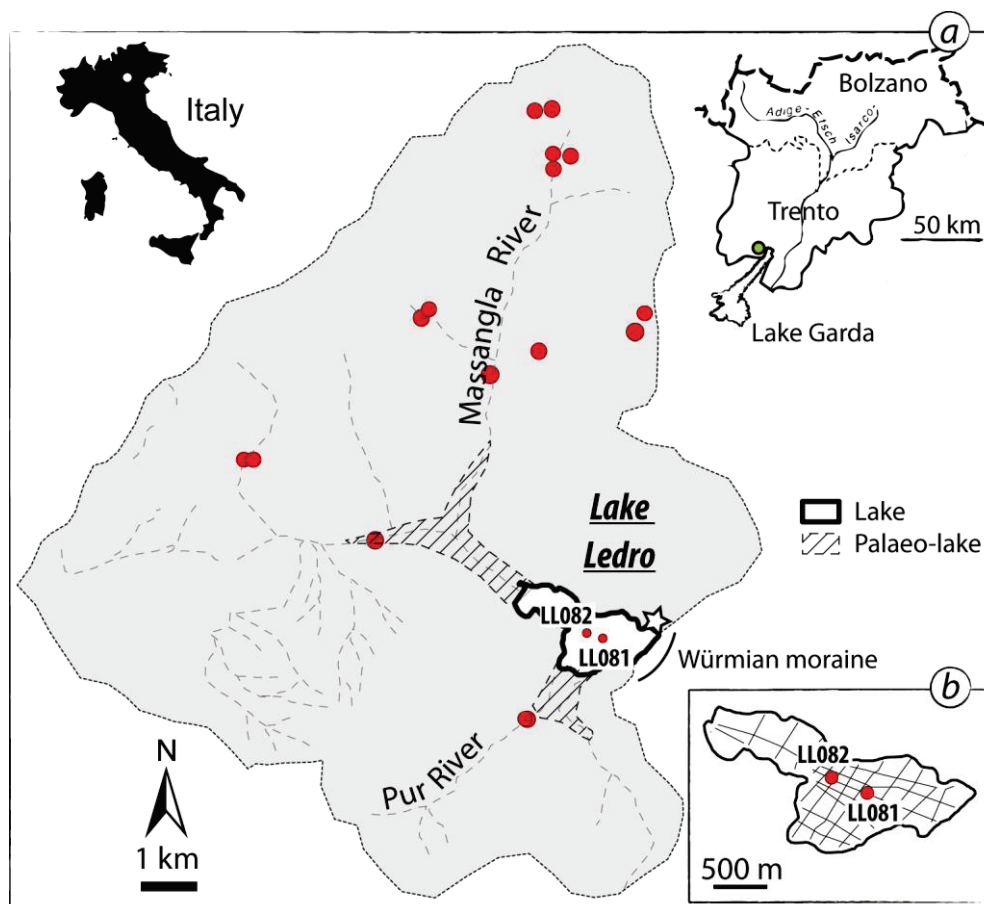 a
Italy
Bolzano
Adige-Etsch
Isarco-
Trento
50 km
Lake Garda
Massangla River
Lake
Ledro
Lake
Palaeo-lake
LL082
LL081
Würmian moraine
Pur River
N
1 km
b
LL082
LL081
500 m